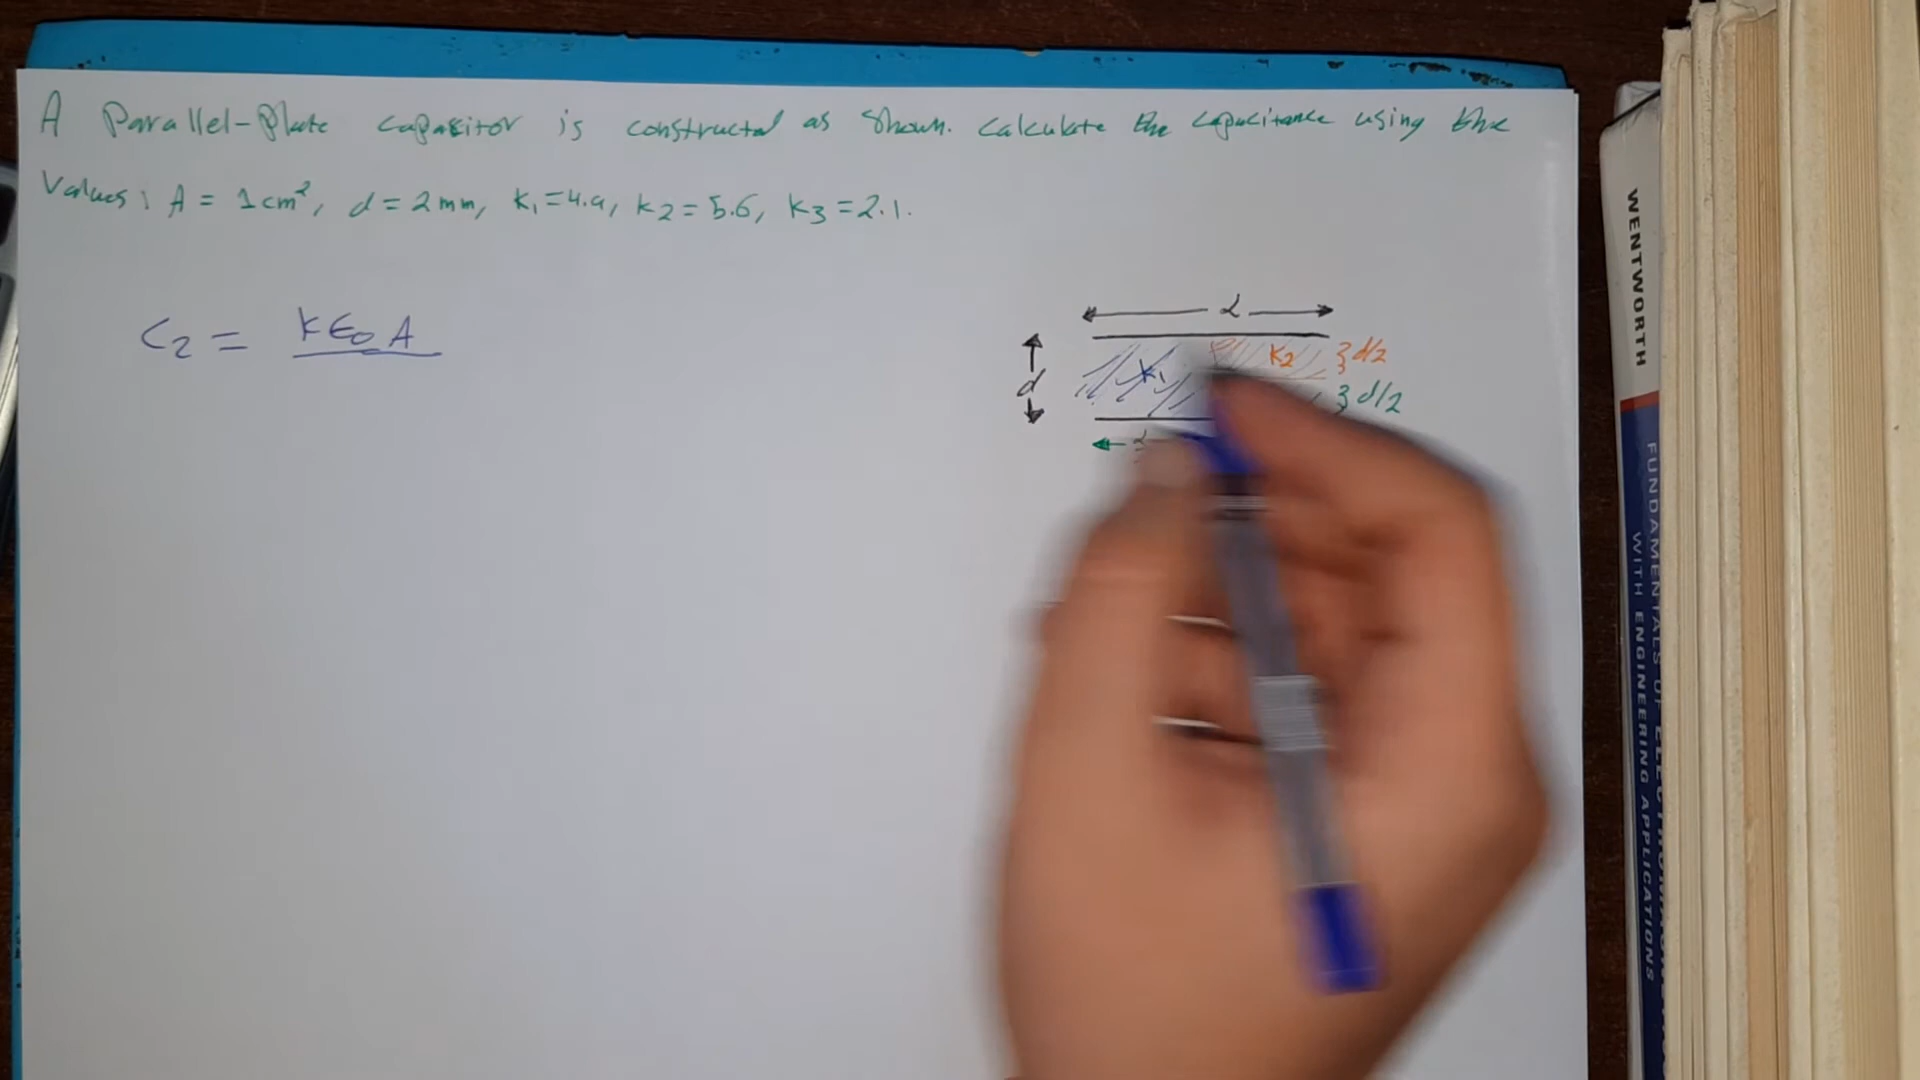 A Parallel-Plate capacitor is constructed as shown. Calculate the capacitance using the
Values: A = 1cm², d = 2mm, k₁=4.9, k₂=5.6, k₃=2.1.
C₂ = kϵ₀A
L
d
k₁
k₂
d/2
d/2
WENTWORTH
FUNDAMENTALS OF
WITH ENGINEERING APPLICATIONS